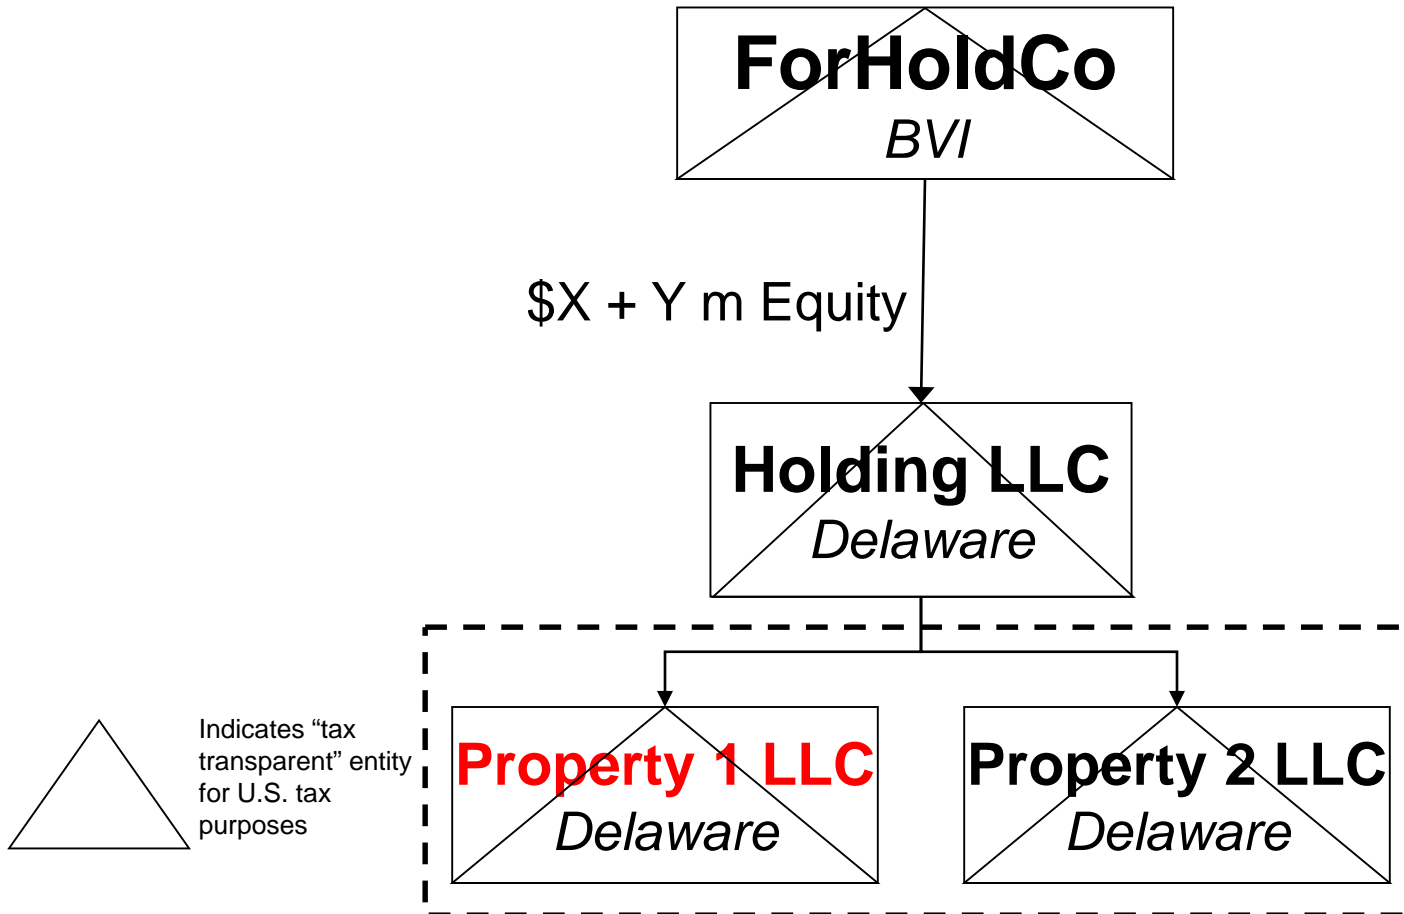 ForHoldCo
BVI
$X + Y m Equity
Holding LLC
Delaware
Indicates “tax
transparent” entity
for U.S. tax
purposes
Property 1 LLC
Delaware
Property 2 LLC
Delaware